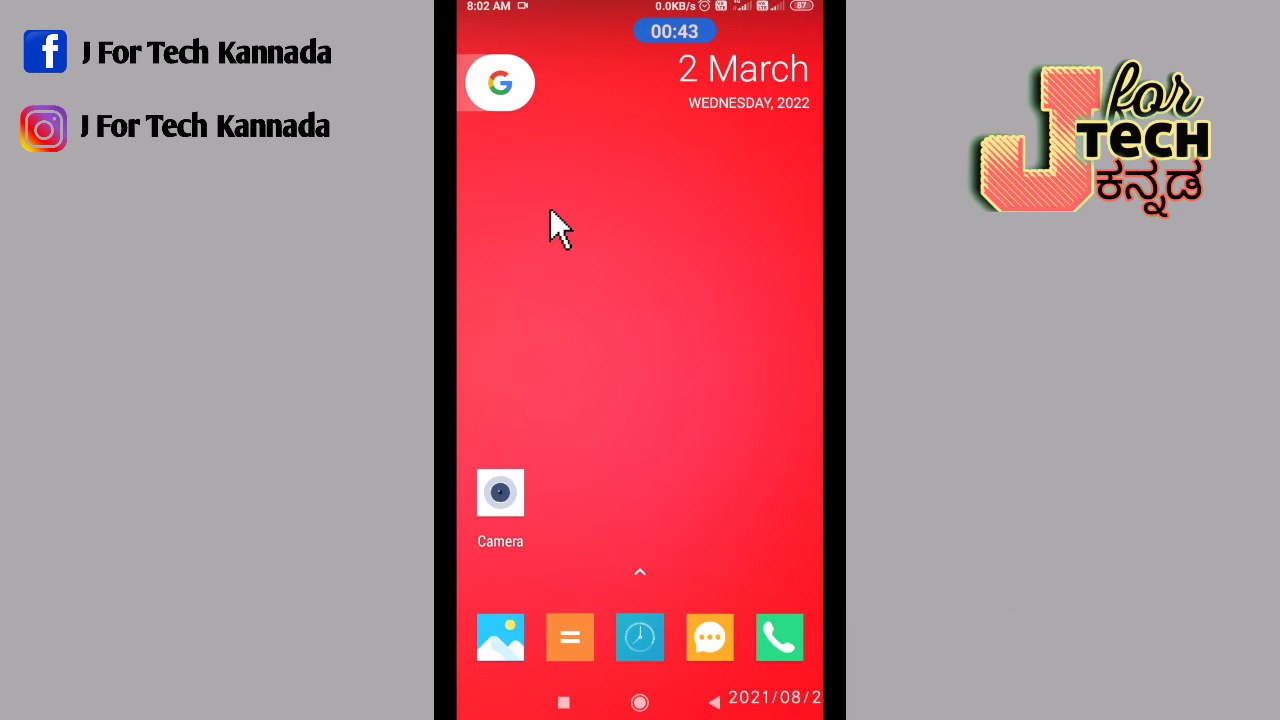 J For Tech Kannada
J For Tech Kannada
8:02 AM
0.0KB/s
87
00:43
G
2 March
WEDNESDAY, 2022
J for
TECH
ಕನ್ನಡ
Camera
2021/08/2